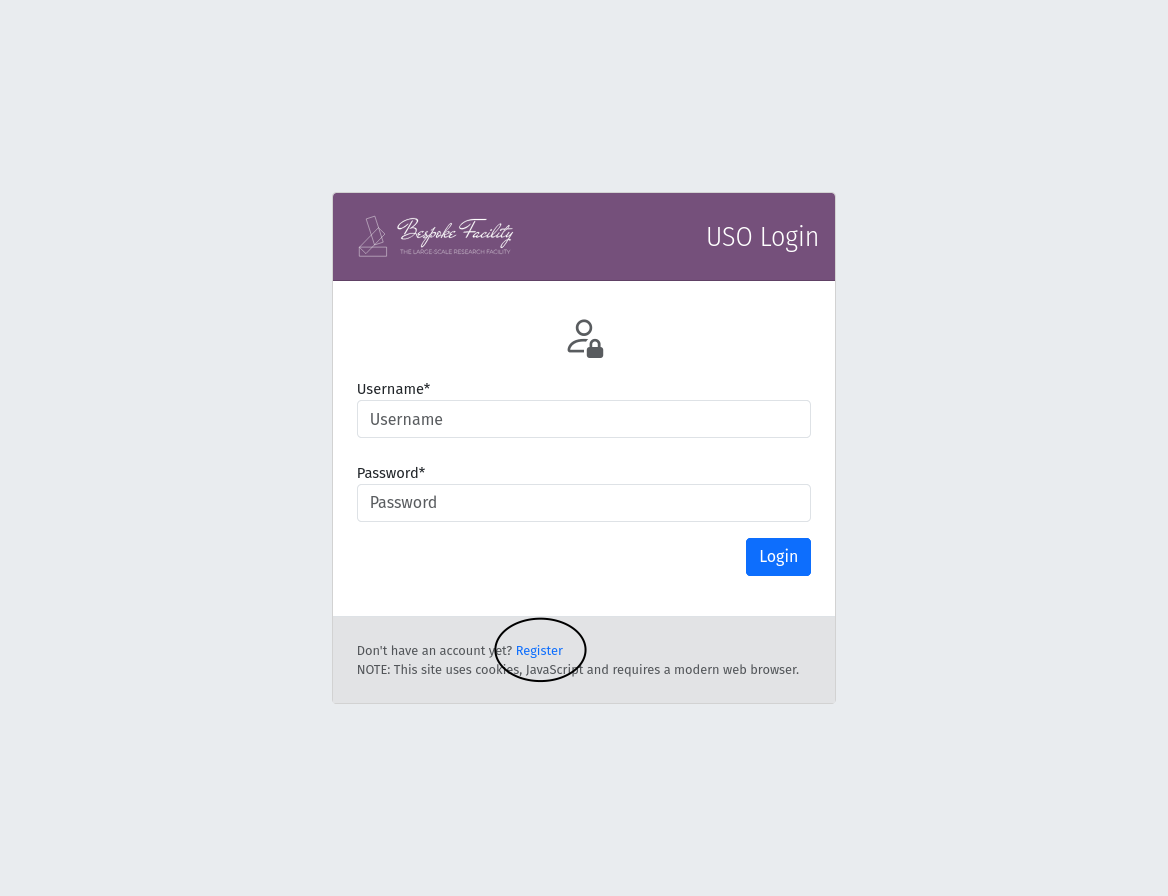 Bespoke Facility
THE LARGE-SCALE RESEARCH FACILITY
USO Login
Username*
Username
Password*
Password
Login
Don't have an account yet? Register
NOTE: This site uses cookies, JavaScript and requires a modern web browser.